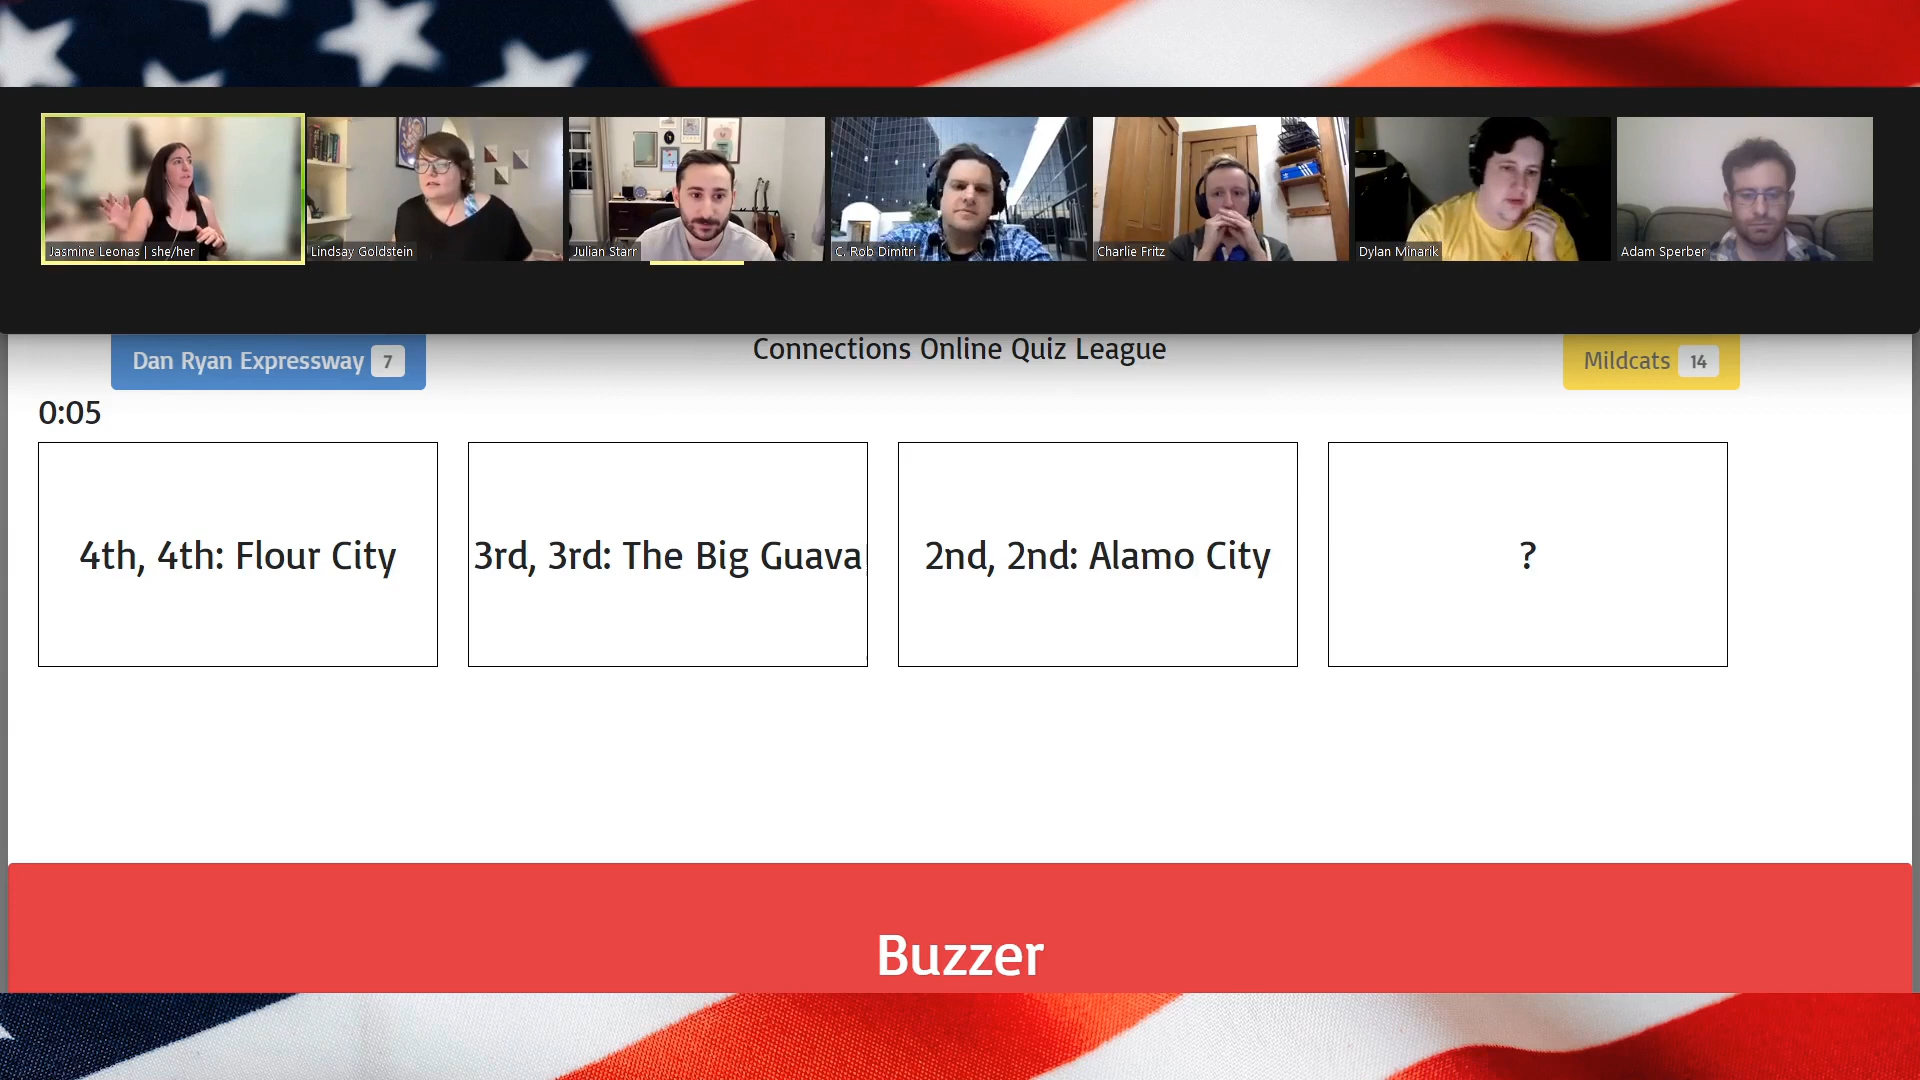 Jasmine Leonas | she/her
Lindsay Goldstein
Julian Starr
C. Rob Dimitri
Charlie Fritz
Dylan Minarik
Adam Sperber
Dan Ryan Expressway 7
Connections Online Quiz League
Mildcats 14
0:05
4th, 4th: Flour City
3rd, 3rd: The Big Guava
2nd, 2nd: Alamo City
?
Buzzer